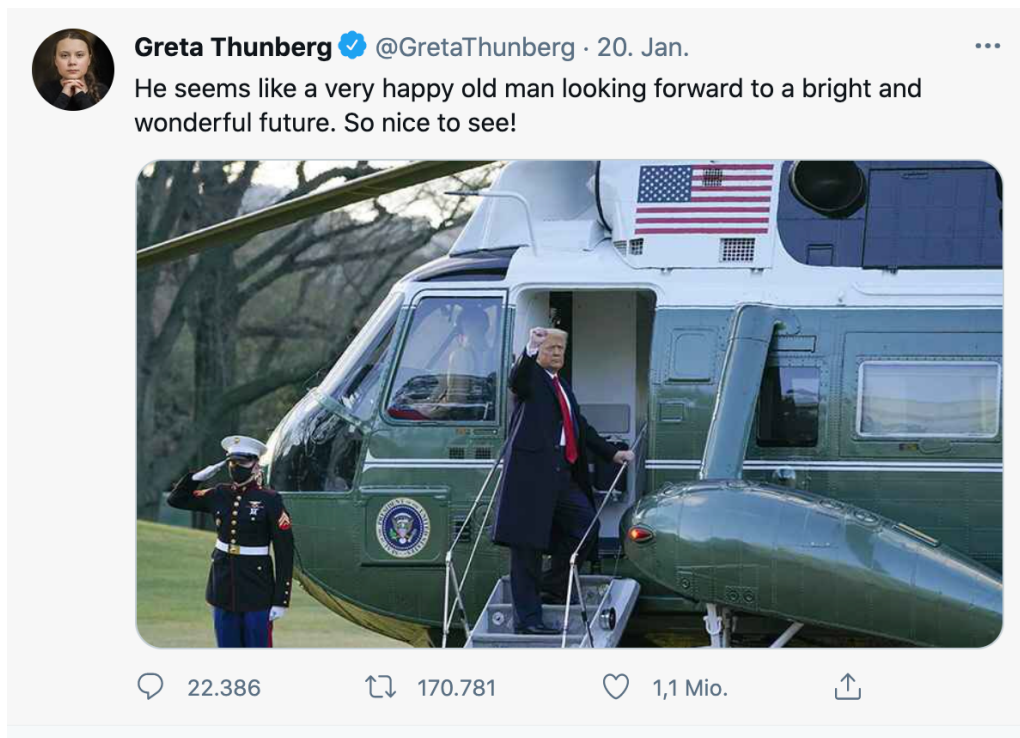 Greta Thunberg @GretaThunberg · 20. Jan.
He seems like a very happy old man looking forward to a bright and
wonderful future. So nice to see!
22.386 170.781 1,1 Mio.